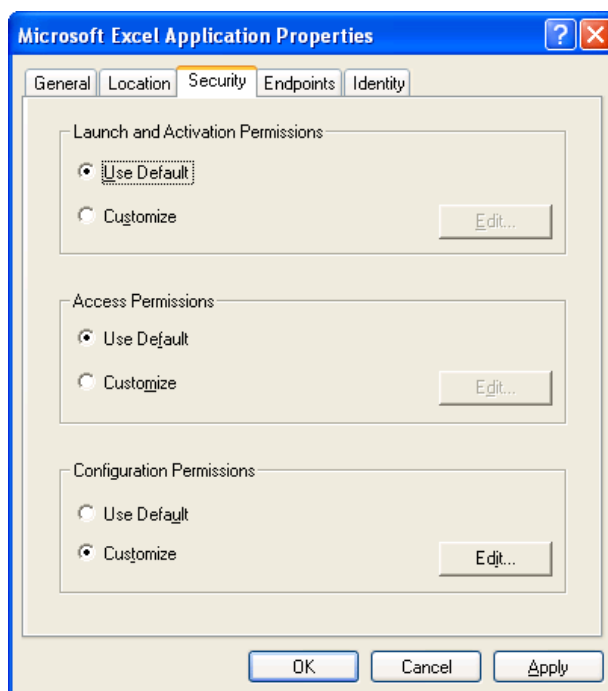 Microsoft Excel Application Properties
General Location Security Endpoints Identity
Launch and Activation Permissions
Use Default
Customize
Edit...
Access Permissions
Use Default
Customize
Edit...
Configuration Permissions
Use Default
Customize
Edit...
OK Cancel Apply